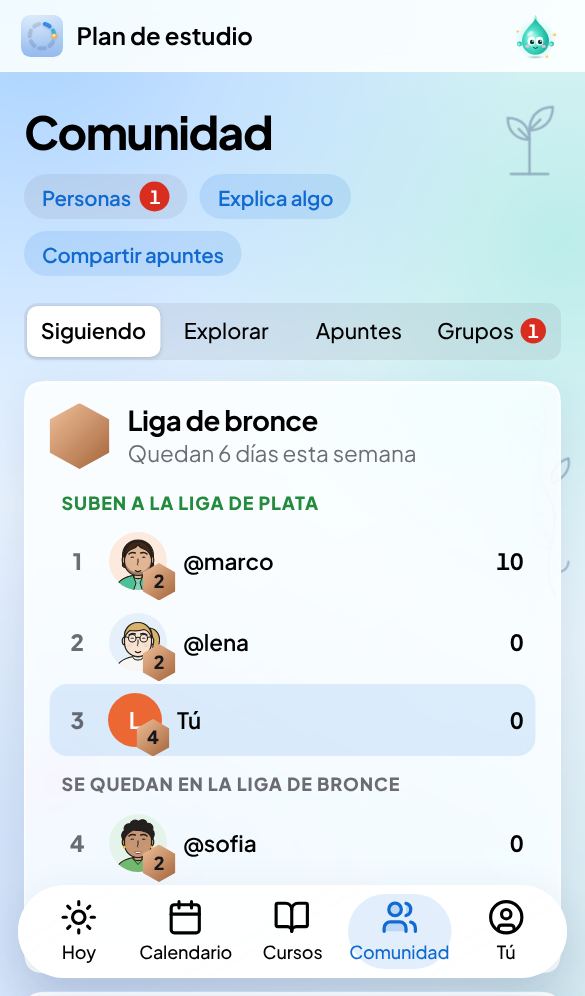 Plan de estudio
Comunidad
Personas 1
Explica algo
Compartir apuntes
Siguiendo
Explorar
Apuntes
Grupos 1
Liga de bronce
Quedan 6 días esta semana
SUBEN A LA LIGA DE PLATA
1 2 @marco 10
2 2 @lena 0
3 L 4 Tú 0
SE QUEDAN EN LA LIGA DE BRONCE
4 2 @sofia 0
Hoy
Calendario
Cursos
Comunidad
Tú